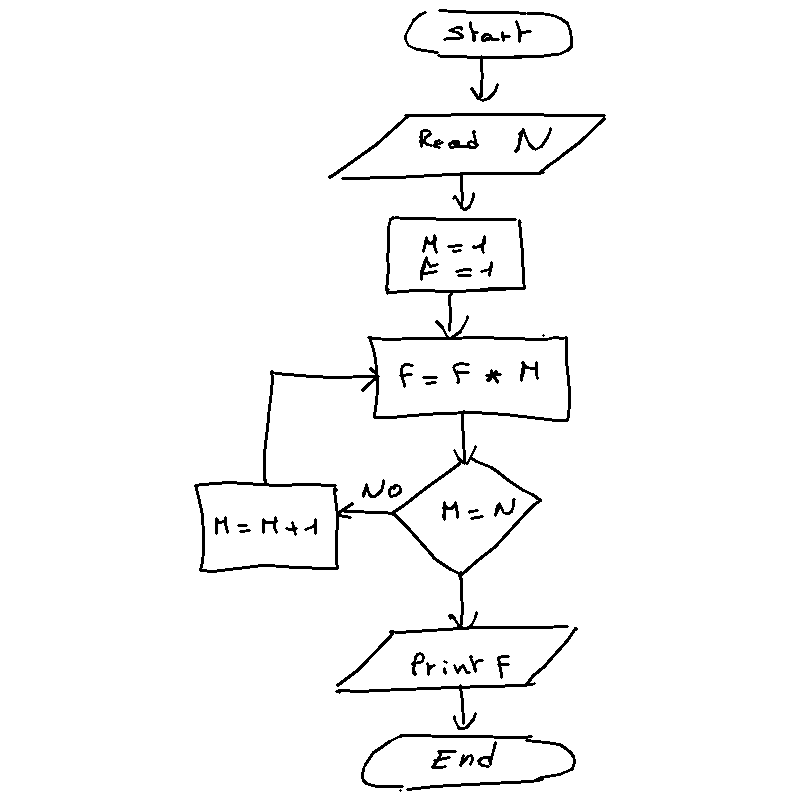 Start
Read N
M = 1
F = 1
F = F * M
No
M = N
M = M + 1
Print F
End